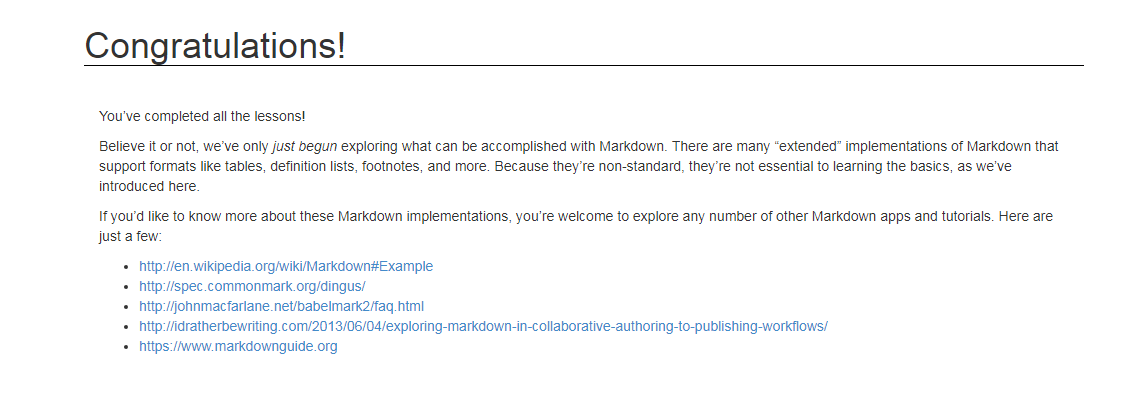 Congratulations!
You’ve completed all the lessons!
Believe it or not, we’ve only just begun exploring what can be accomplished with Markdown. There are many “extended” implementations of Markdown that
support formats like tables, definition lists, footnotes, and more. Because they’re non-standard, they’re not essential to learning the basics, as we’ve
introduced here.
If you’d like to know more about these Markdown implementations, you’re welcome to explore any number of other Markdown apps and tutorials. Here are
just a few:
• http://en.wikipedia.org/wiki/Markdown#Example
• http://spec.commonmark.org/dingus/
• http://johnmacfarlane.net/babelmark2/faq.html
• http://idratherbewriting.com/2013/06/04/exploring-markdown-in-collaborative-authoring-to-publishing-workflows/
• https://www.markdownguide.org